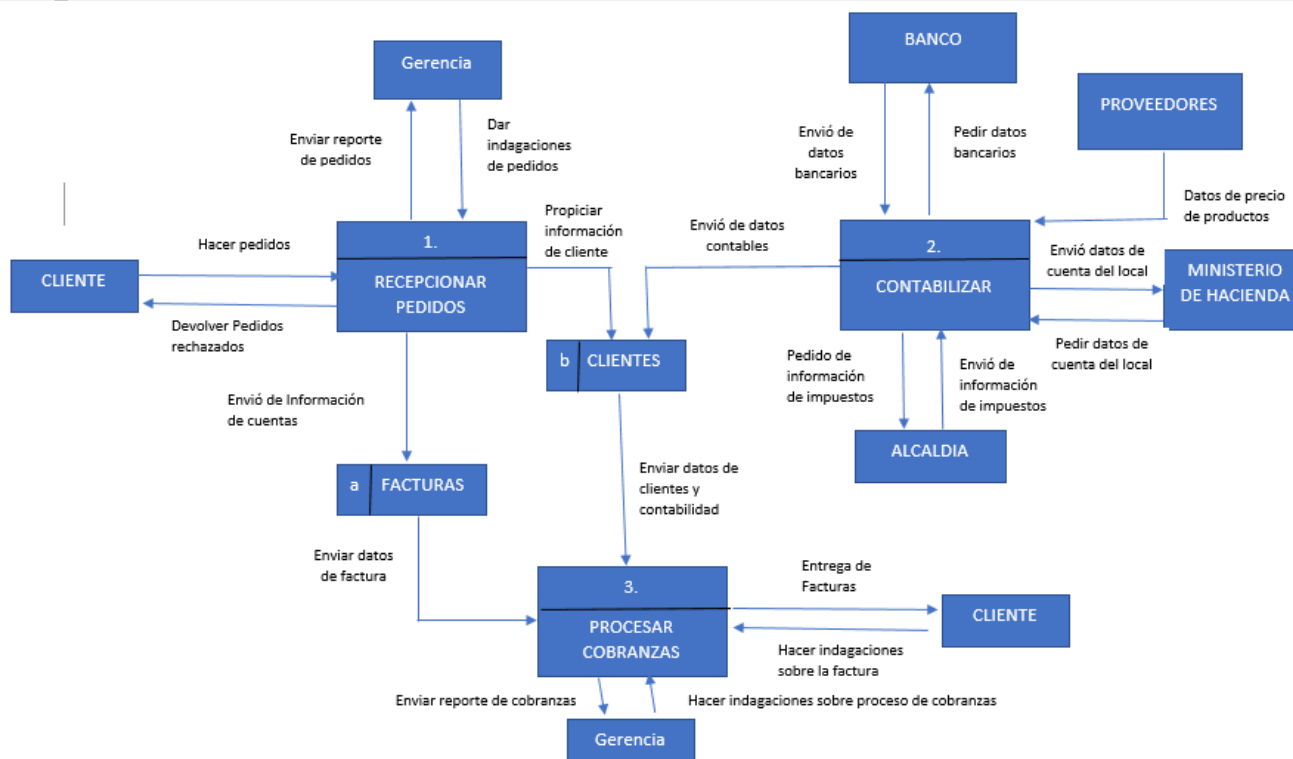 BANCO
Gerencia
PROVEEDORES
Enviar reporte
de pedidos
Dar
indagaciones
de pedidos
Envió de
datos
bancarios
Pedir datos
bancarios
Propiciar
información
de cliente
Envió de datos
contables
Datos de precio
de productos
Hacer pedidos
1.
RECEPCIONAR
PEDIDOS
2.
CONTABILIZAR
Envió datos de
cuenta del local
CLIENTE
MINISTERIO
DE HACIENDA
Devolver Pedidos
rechazados
Pedir datos de
cuenta del local
b
CLIENTES
Pedido de
información
de impuestos
Envió de
información
de impuestos
Envió de Información
de cuentas
ALCALDIA
a
FACTURAS
Enviar datos de
clientes y
contabilidad
Enviar datos
de factura
3.
PROCESAR
COBRANZAS
Entrega de
Facturas
CLIENTE
Hacer indagaciones
sobre la factura
Enviar reporte de cobranzas
Hacer indagaciones sobre proceso de cobranzas
Gerencia